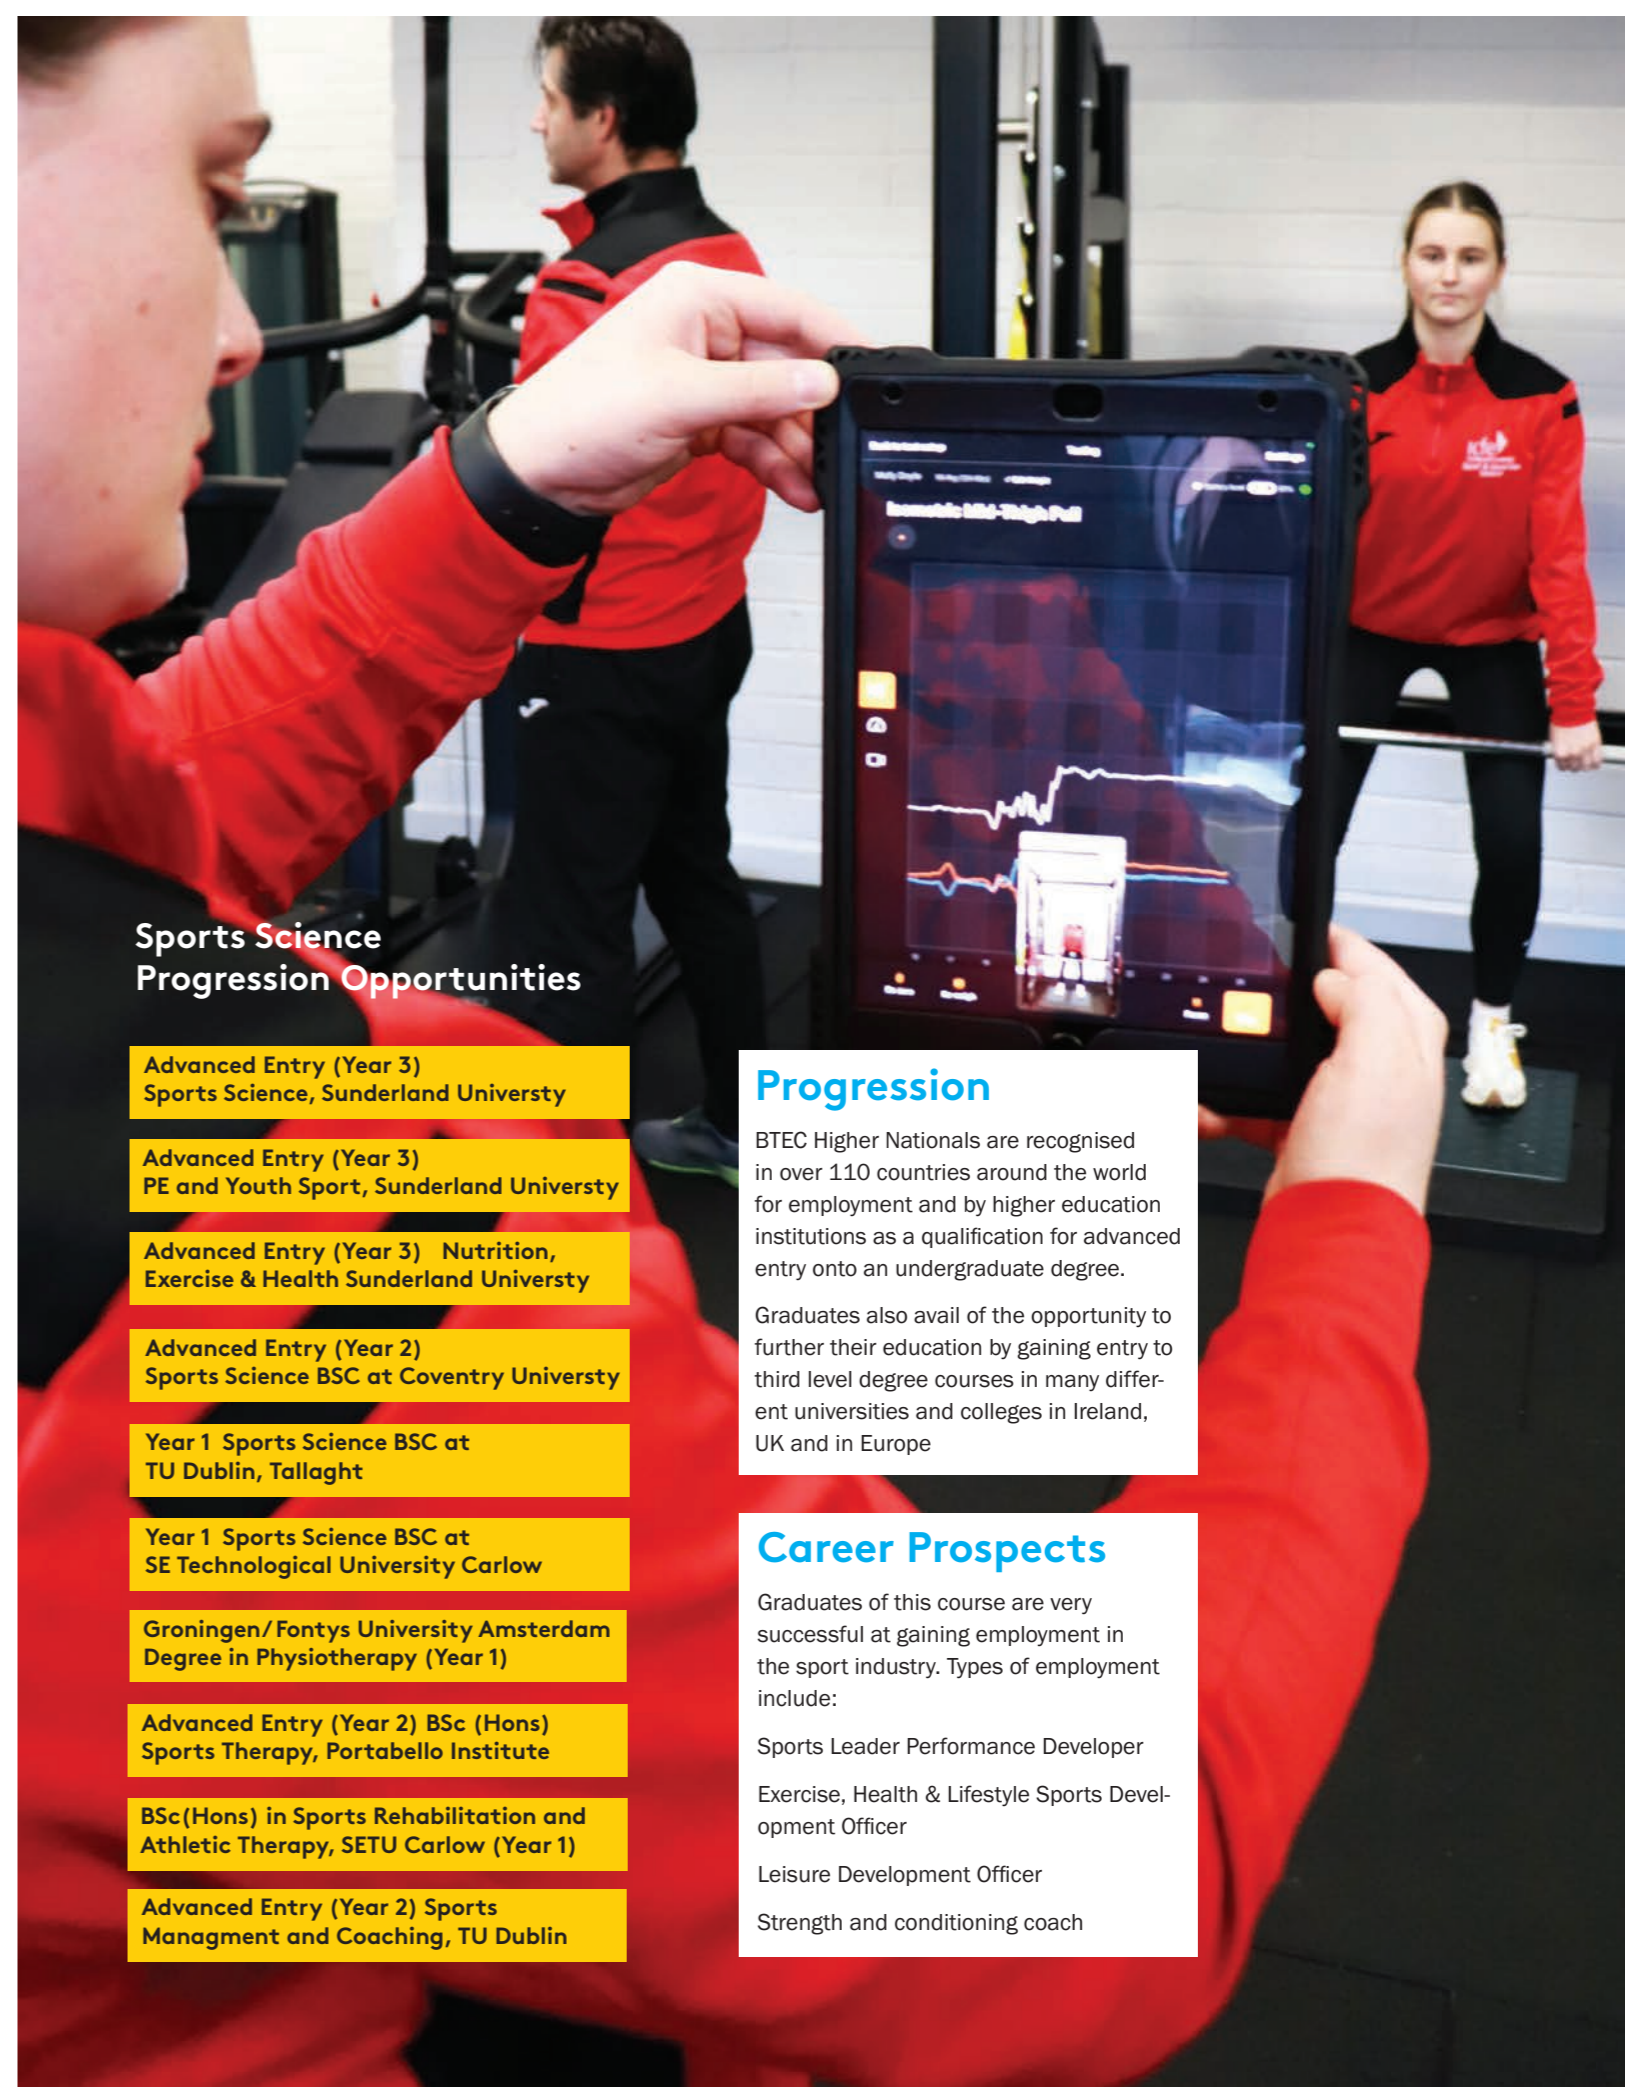 Sports Science
Progression Opportunities
Advanced Entry (Year 3)
Sports Science, Sunderland Universty
Advanced Entry (Year 3)
PE and Youth Sport, Sunderland Universty
Advanced Entry (Year 3) Nutrition,
Exercise & Health Sunderland Universty
Advanced Entry (Year 2)
Sports Science BSC at Coventry Universty
Year 1 Sports Science BSC at
TU Dublin, Tallaght
Year 1 Sports Science BSC at
SE Technological University Carlow
Groningen/Fontys University Amsterdam
Degree in Physiotherapy (Year 1)
Advanced Entry (Year 2) BSc (Hons)
Sports Therapy, Portabello Institute
BSc(Hons) in Sports Rehabilitation and
Athletic Therapy, SETU Carlow (Year 1)
Advanced Entry (Year 2) Sports
Managment and Coaching, TU Dublin
Testing
Settings
Isometric Mid-Thigh Pull
Progression
BTEC Higher Nationals are recognised
in over 110 countries around the world
for employment and by higher education
institutions as a qualification for advanced
entry onto an undergraduate degree.
Graduates also avail of the opportunity to
further their education by gaining entry to
third level degree courses in many differ-
ent universities and colleges in Ireland,
UK and in Europe
Career Prospects
Graduates of this course are very
successful at gaining employment in
the sport industry. Types of employment
include:
Sports Leader Performance Developer
Exercise, Health & Lifestyle Sports Devel-
opment Officer
Leisure Development Officer
Strength and conditioning coach